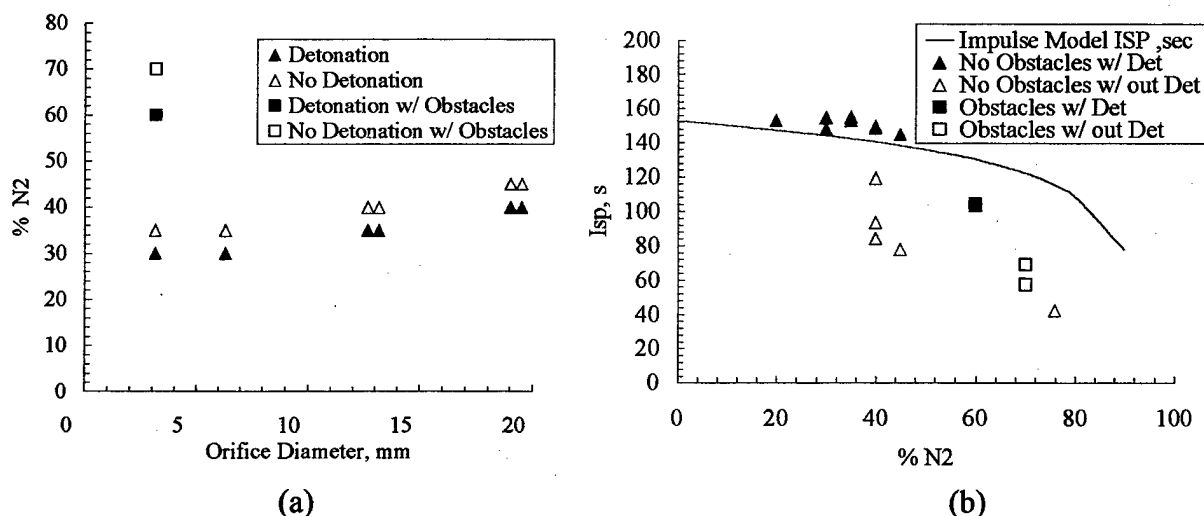 80
70
60
50
40
30
20
10
0
% N2
Detonation
No Detonation
Detonation w/ Obstacles
No Detonation w/ Obstacles
0 5 10 15 20
Orifice Diameter, mm
(a)
200
180
160
140
120
100
80
60
40
20
0
Isp, s
Impulse Model ISP ,sec
No Obstacles w/ Det
No Obstacles w/ out Det
Obstacles w/ Det
Obstacles w/ out Det
0 20 40 60 80 100
% N2
(b)